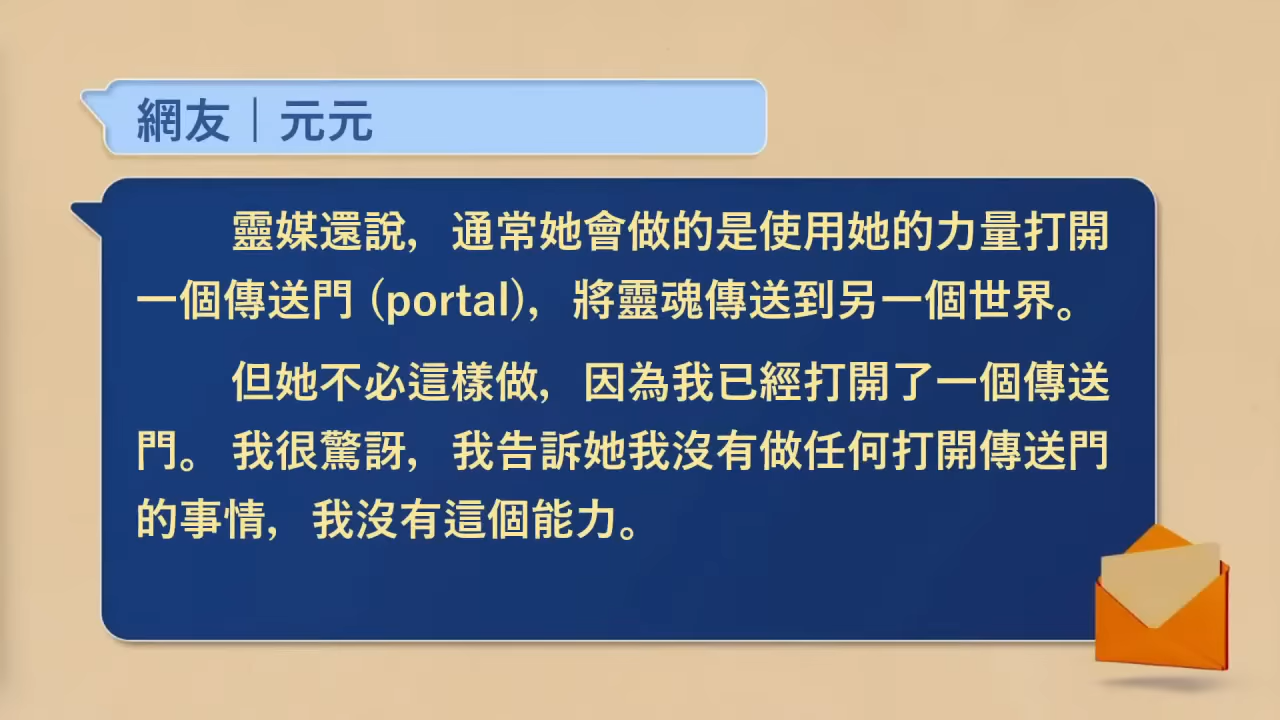 網友｜元元
靈媒還說，通常她會做的是使用她的力量打開
一個傳送門 (portal)，將靈魂傳送到另一個世界。
但她不必這樣做，因為我已經打開了一個傳送
門。我很驚訝，我告訴她我沒有做任何打開傳送門
的事情，我沒有這個能力。